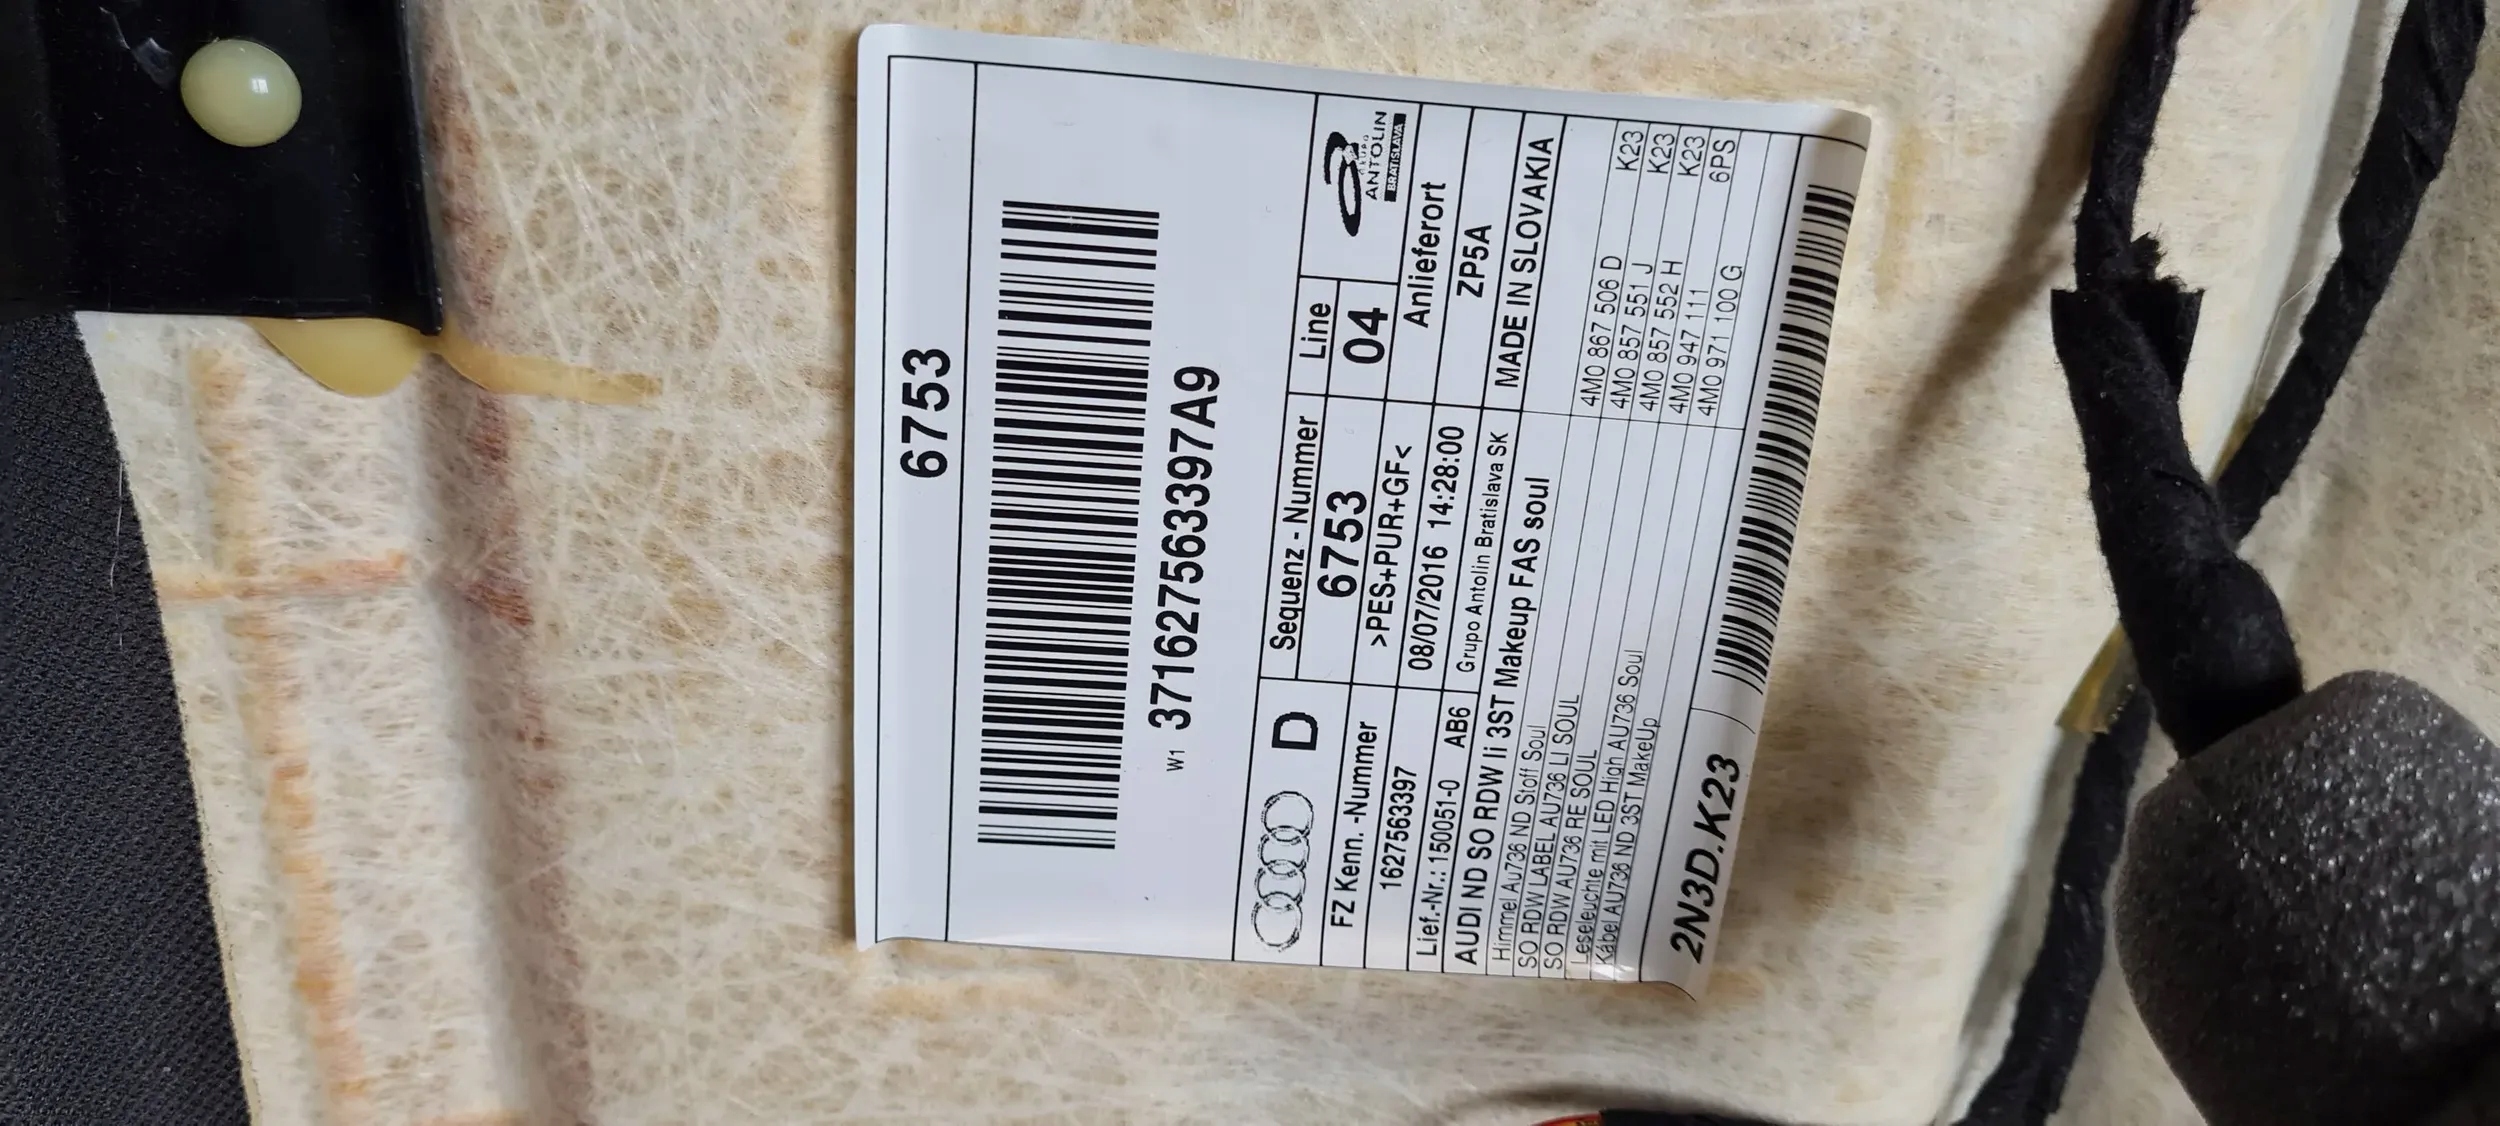 6753
W1 371627563397A9
D
Sequenz - Nummer
Line
6753
04
ANTOLIN
BRATISLAVA
FZ Kenn. -Nummer
>PES+PUR+GF<
Anlieferort
1627563397
08/07/2016 14:28:00
ZP5A
Lief.-Nr.: 150051-0 AB6
Grupo Antolin Bratislava SK
MADE IN SLOVAKIA
AUDI ND SO RDW li 3ST Makeup FAS soul
Himmel Au736 ND Stoff Soul 4M0 867 506 D K23
SO RDW LABEL AU736 LI SOUL 4M0 857 551 J K23
SO RDW AU736 RE SOUL 4M0 857 552 H K23
Leseleuchte mit LED High AU736 Soul 4M0 947 111 6PS
Kabel AU736 ND 3ST MakeUp 4M0 971 100 G
2N3D.K23